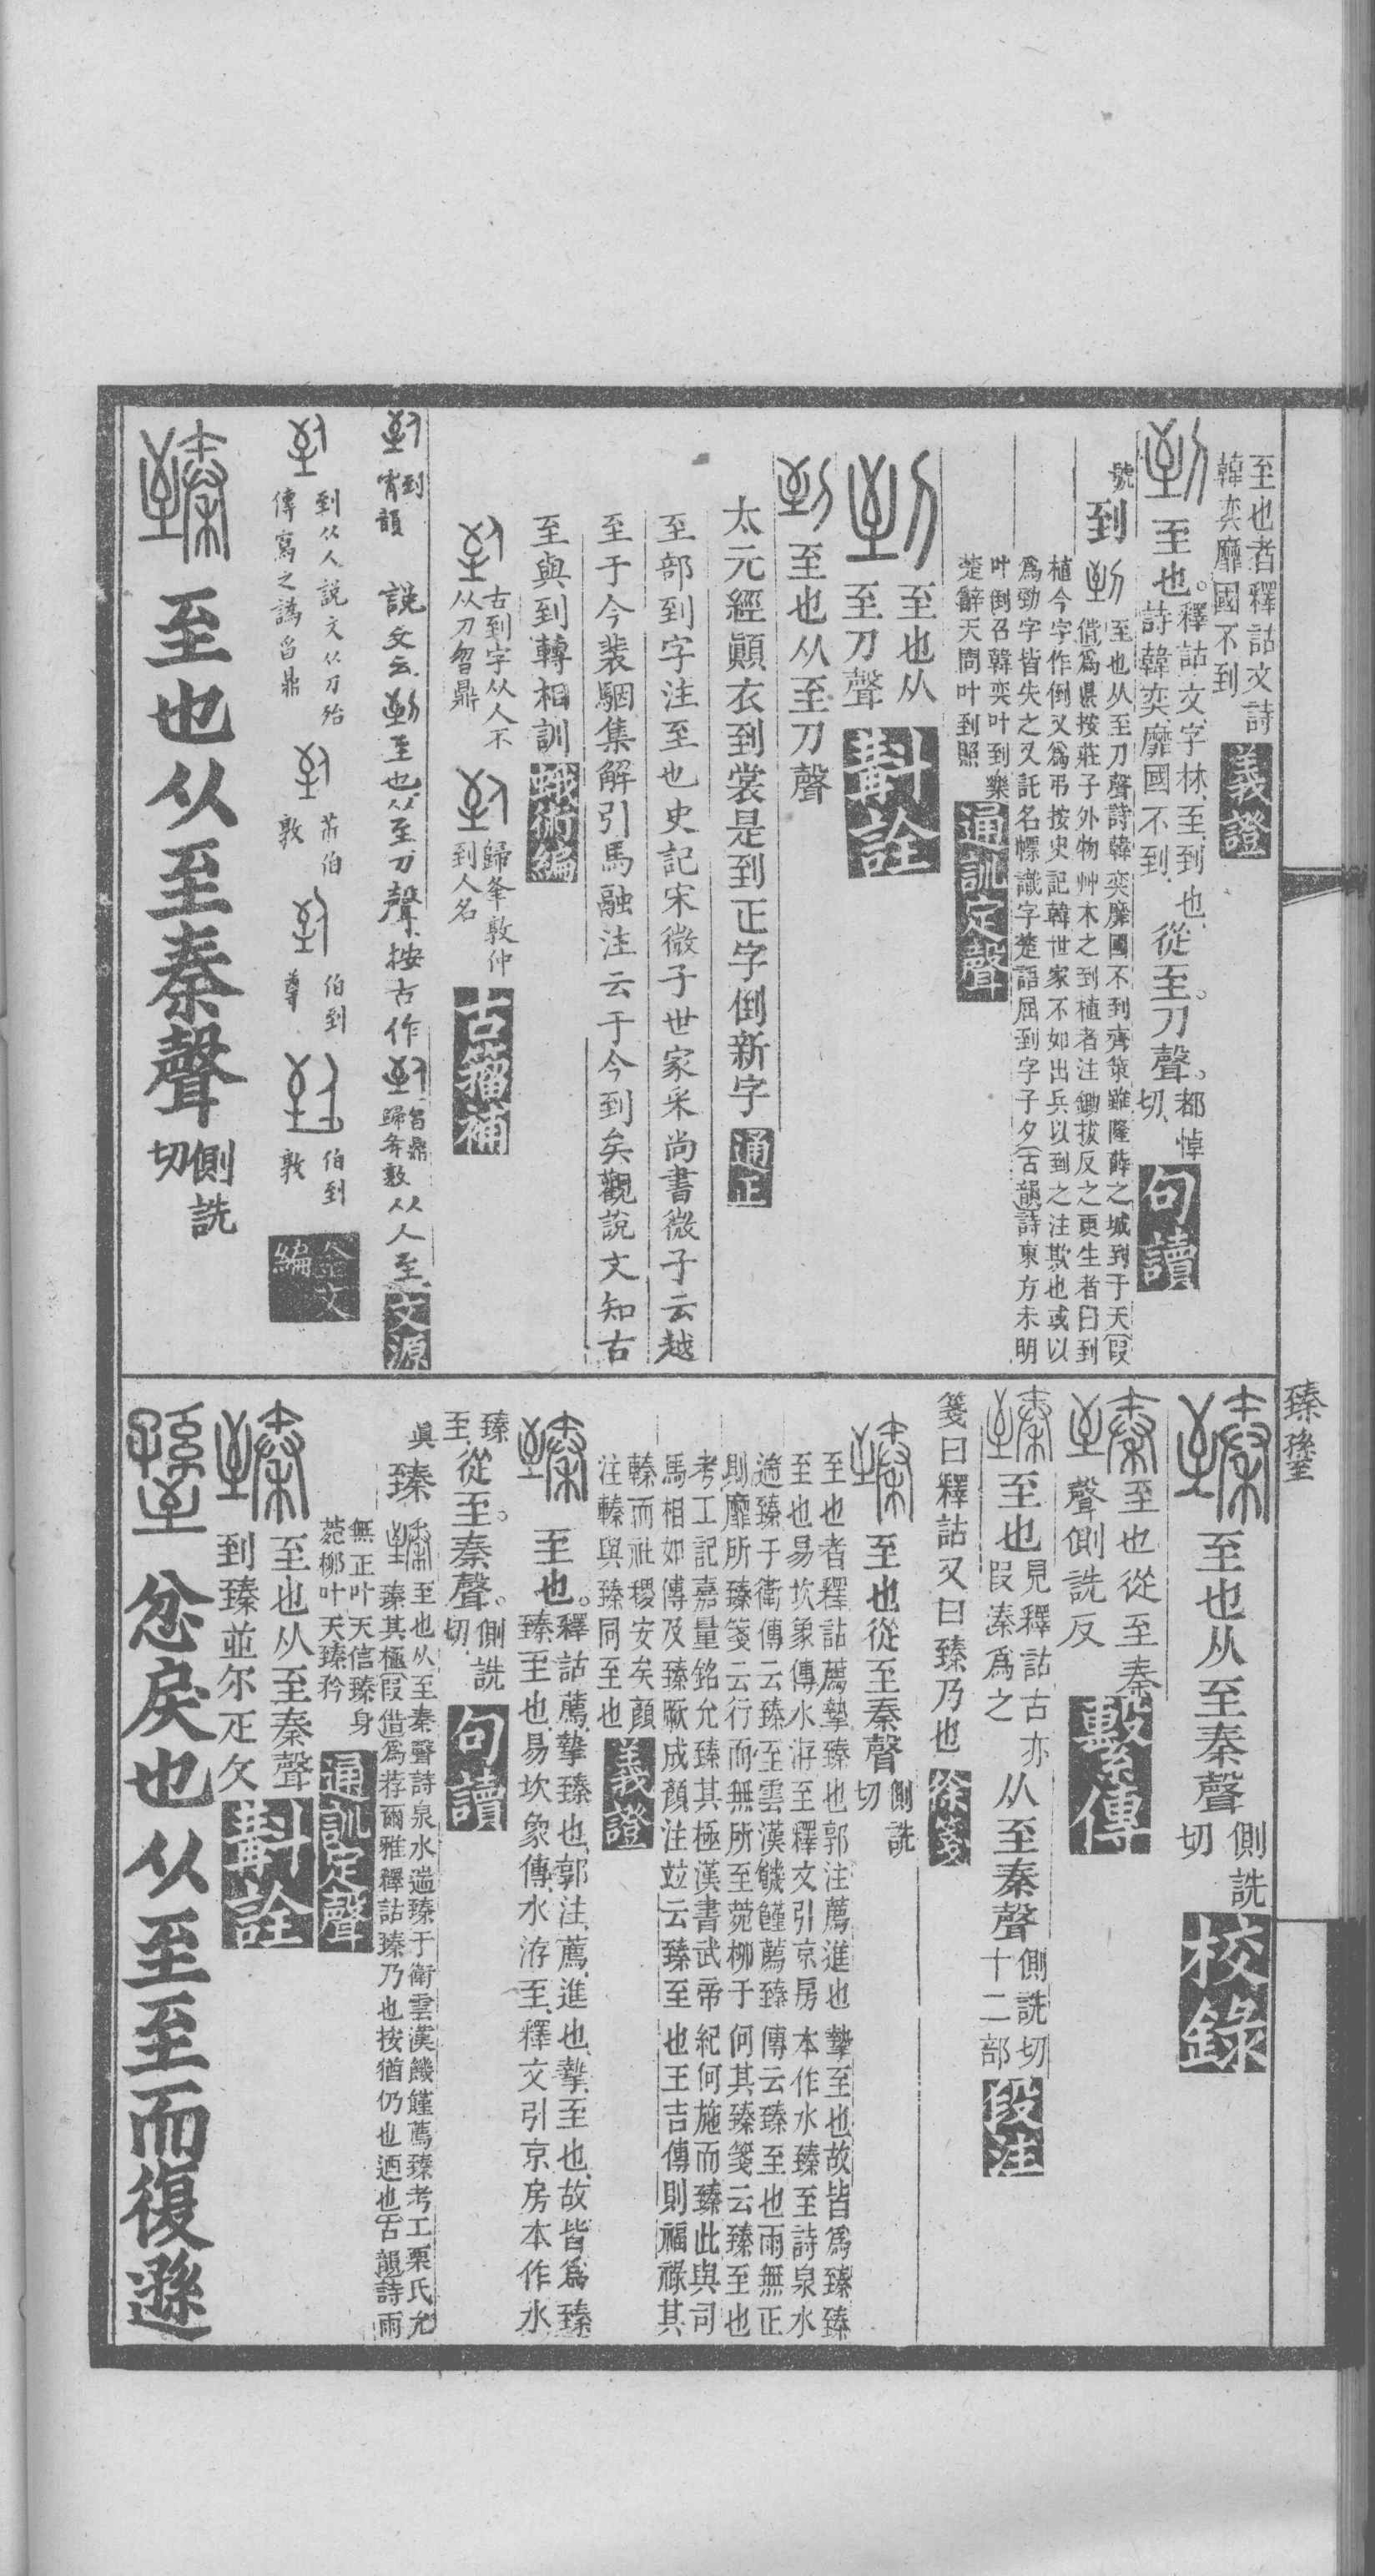 至也者釋詁文詩
韓奕靡國不到
義證
至也。釋詁文字林至到也
詩韓奕靡國不到
從至。刀聲。都悼
切
句讀
號
到
至也从至刀聲詩韓奕靡國不到齊策雖隆薛之城到于天叚
借爲㬎按莊子外物艸木之到植者注鋤拔反之更生者曰到
植今字作倒又爲弔按史記韓世家不如出兵以到之注欺也或以
爲勁字皆失之又託名幖識字楚語屈到字子夕古韻詩東方未明
叶倒召韓奕叶到樂
楚辭天問叶到照
通訓定聲
至也从
至刀聲
斠詮
至也从至刀聲
太元經顚衣到裳是到正字倒新字
通正
至部到字注至也史記宋微子世家采尚書微子云越
至于今裴駰集解引馬融注云于今到矣觀說文知古
至與到轉相訓
蛾術編
古到字从人不
从刀曶鼎
歸夆敦仲
到人名
古籀補
到
宵韻
說文云
至也从至刀聲按古作
曶鼎
歸夆敦
从人至
文源
到从人說文从刀殆
傳寫之譌曶鼎
敦
伯到
尊
伯到
敦
金文
編
至也从至秦聲
側詵
切
臻
至也从至秦聲
側詵
切
校錄
至也從至秦
聲側詵反
繫傳
至也
見釋詁古亦
叚溱爲之
从至秦聲
側詵切
十二部
段注
箋曰釋詁又曰臻乃也
徐箋
至也從至秦聲
側詵
切
至也者釋詁薦摯臻也郭注薦進也摯至也故皆爲臻臻
至也易坎象傳水洊至釋文引京房本作水臻至詩泉水
遄臻于衛傳云臻至雲漢饑饉薦臻傳云臻至也雨無正
則靡所臻箋云行而無所至菀柳于何其臻箋云臻至也
考工記嘉量銘允臻其極漢書武帝紀何施而臻此與司
馬相如傳及臻厥成顏注竝云臻至也王吉傳則福祿其
轃而社稷安矣顏
注轃與臻同至也
義證
至也。
釋詁薦摯臻也郭注薦進也摯至也故皆爲臻
臻至也易坎象傳水洊至釋文引京房本作水
臻
至
從至。秦聲。側詵
切
句讀
眞
臻
至也从至秦聲詩泉水遄臻于衛雲漢饑饉薦臻考工㮚氏允
臻其極叚借爲荐爾雅釋詁臻乃也按猶仍也迺也古韻詩雨
無正叶天信臻身
菀柳叶天臻矜
通訓定聲
至也从至秦聲
到臻並尔疋文
斠詮
忿戾也从至至而復遜